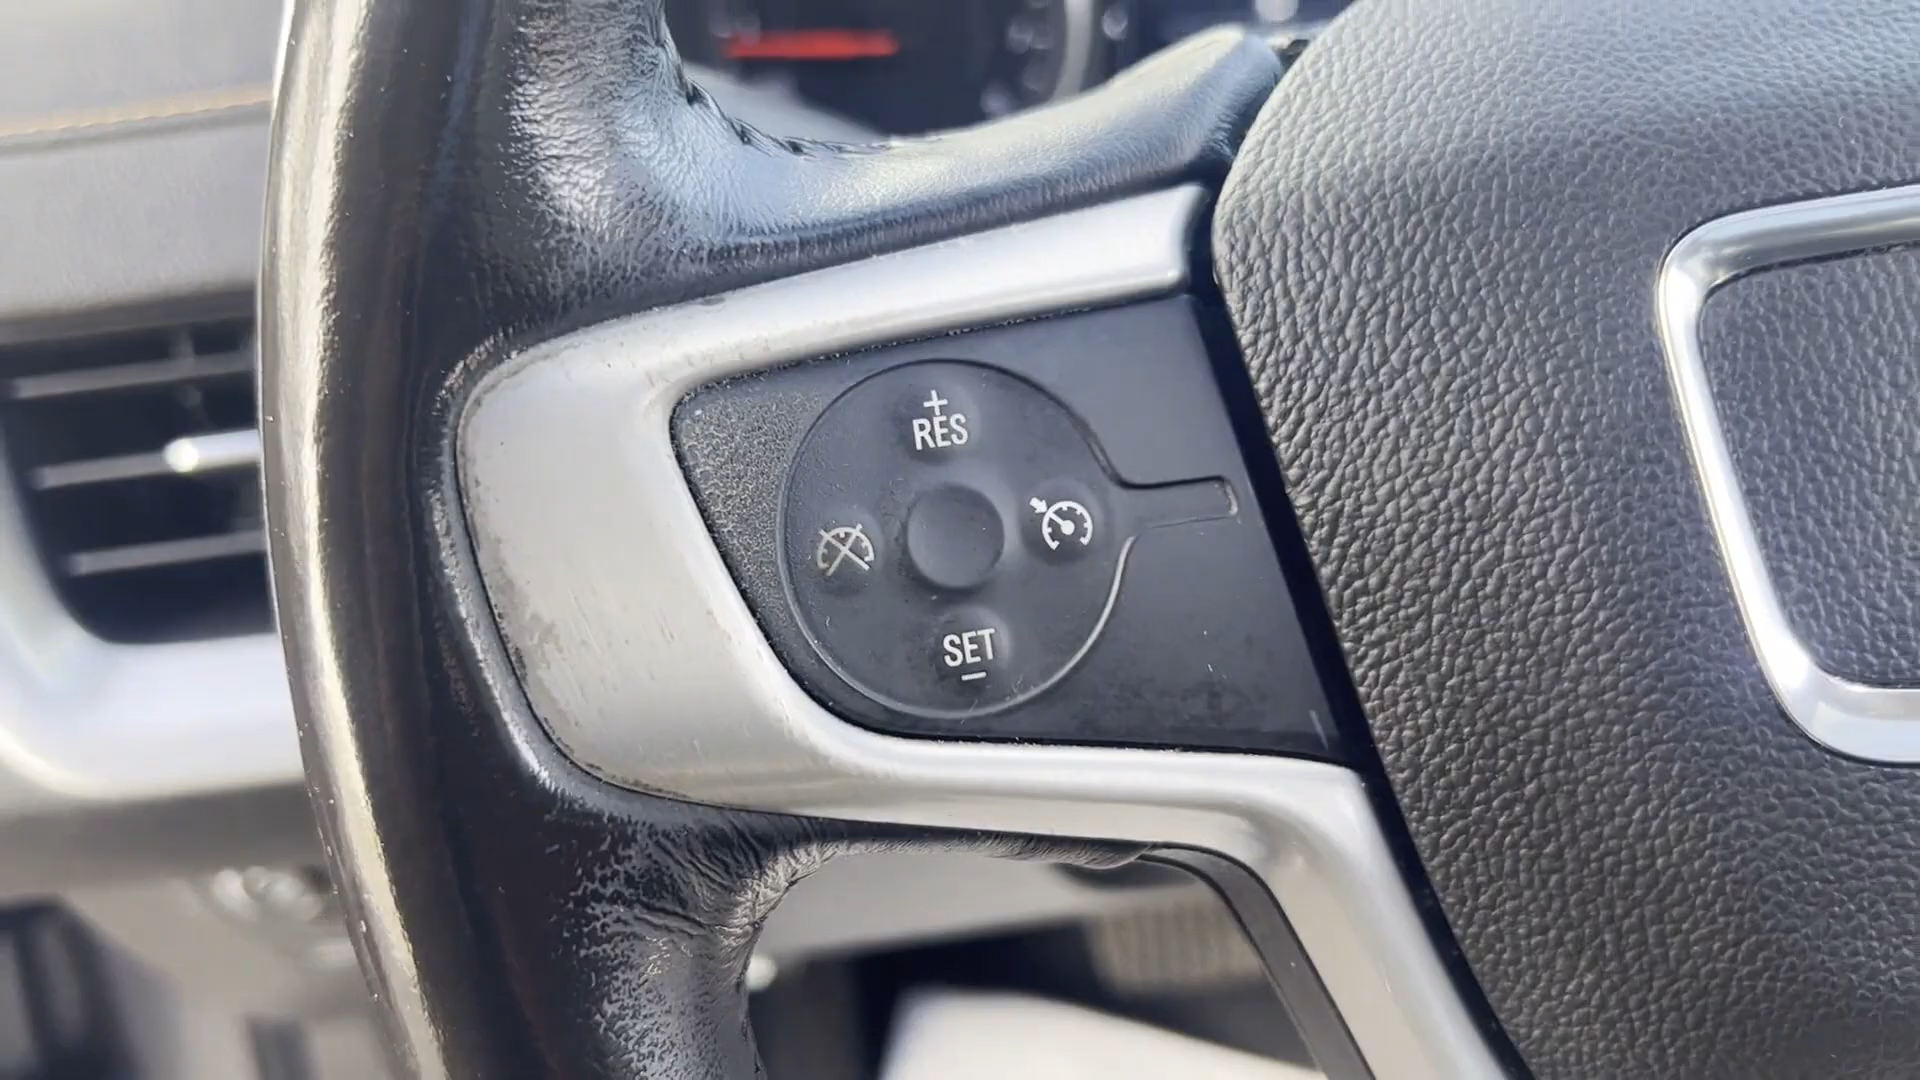 +
RES
SET
–